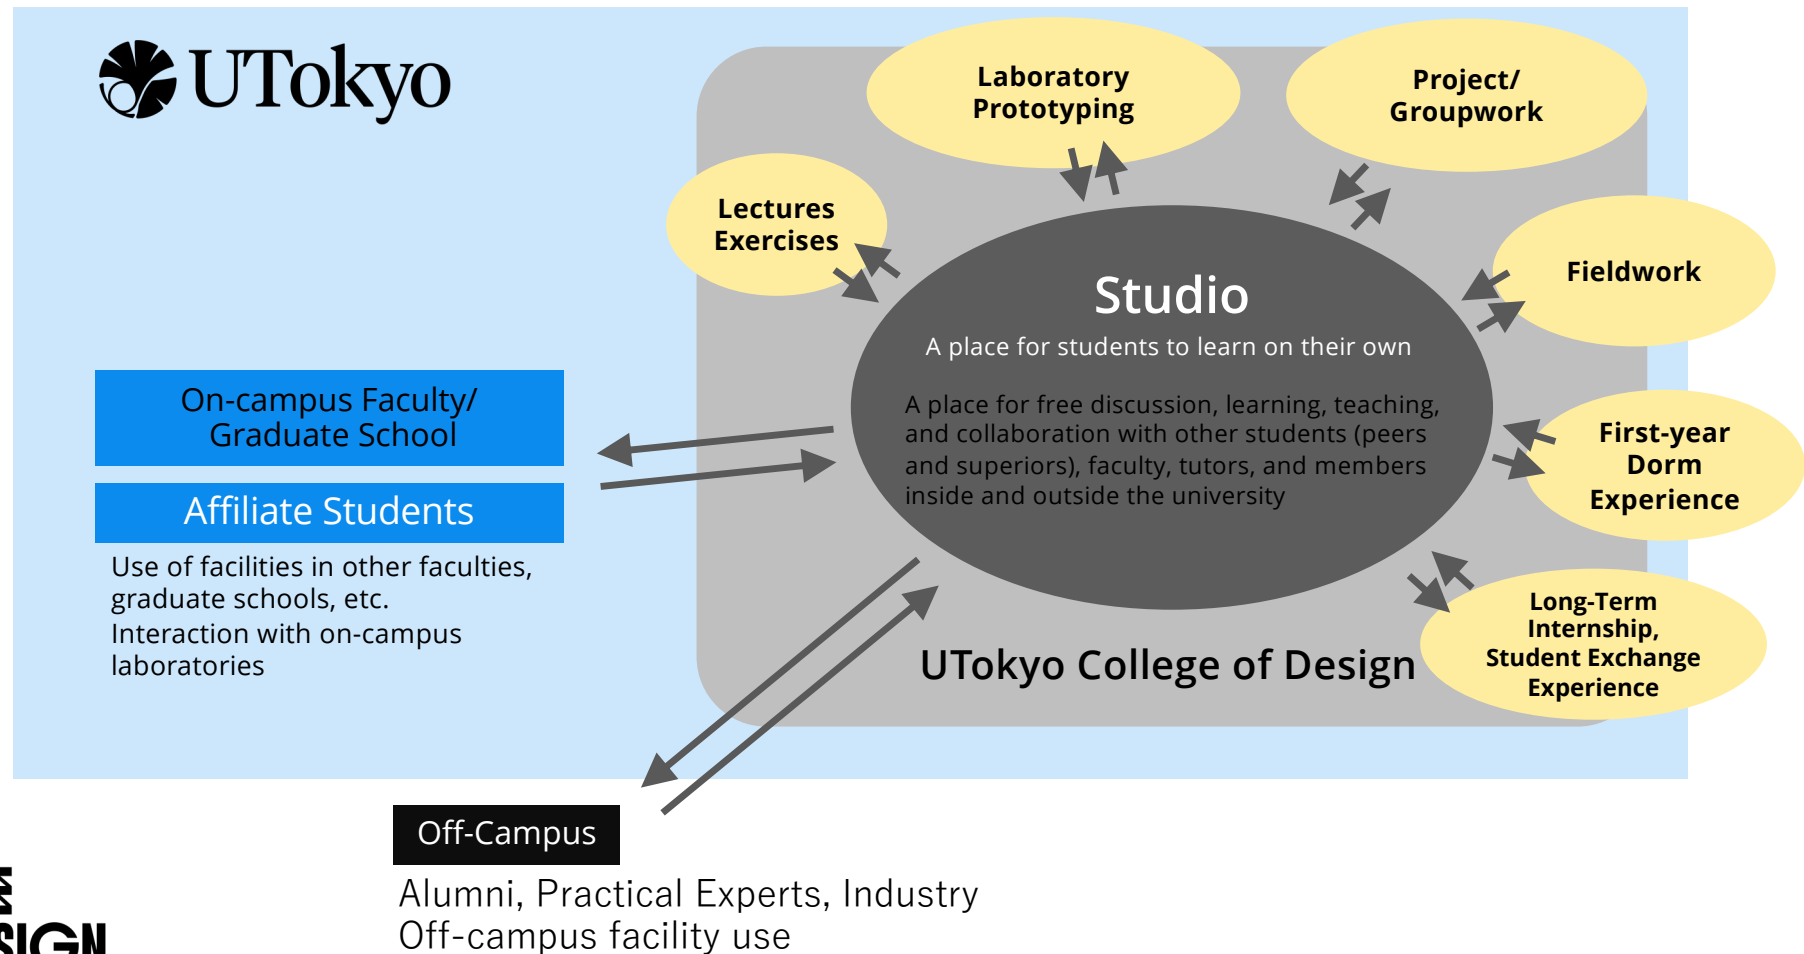 UTokyo
Laboratory
Prototyping
Project/
Groupwork
Lectures
Exercises
Fieldwork
Studio
A place for students to learn on their own
A place for free discussion, learning, teaching,
and collaboration with other students (peers
and superiors), faculty, tutors, and members
inside and outside the university
On-campus Faculty/
Graduate School
Affiliate Students
Use of facilities in other faculties,
graduate schools, etc.
Interaction with on-campus
laboratories
First-year
Dorm
Experience
Long-Term
Internship,
Student Exchange
Experience
UTokyo College of Design
Off-Campus
Alumni, Practical Experts, Industry
Off-campus facility use